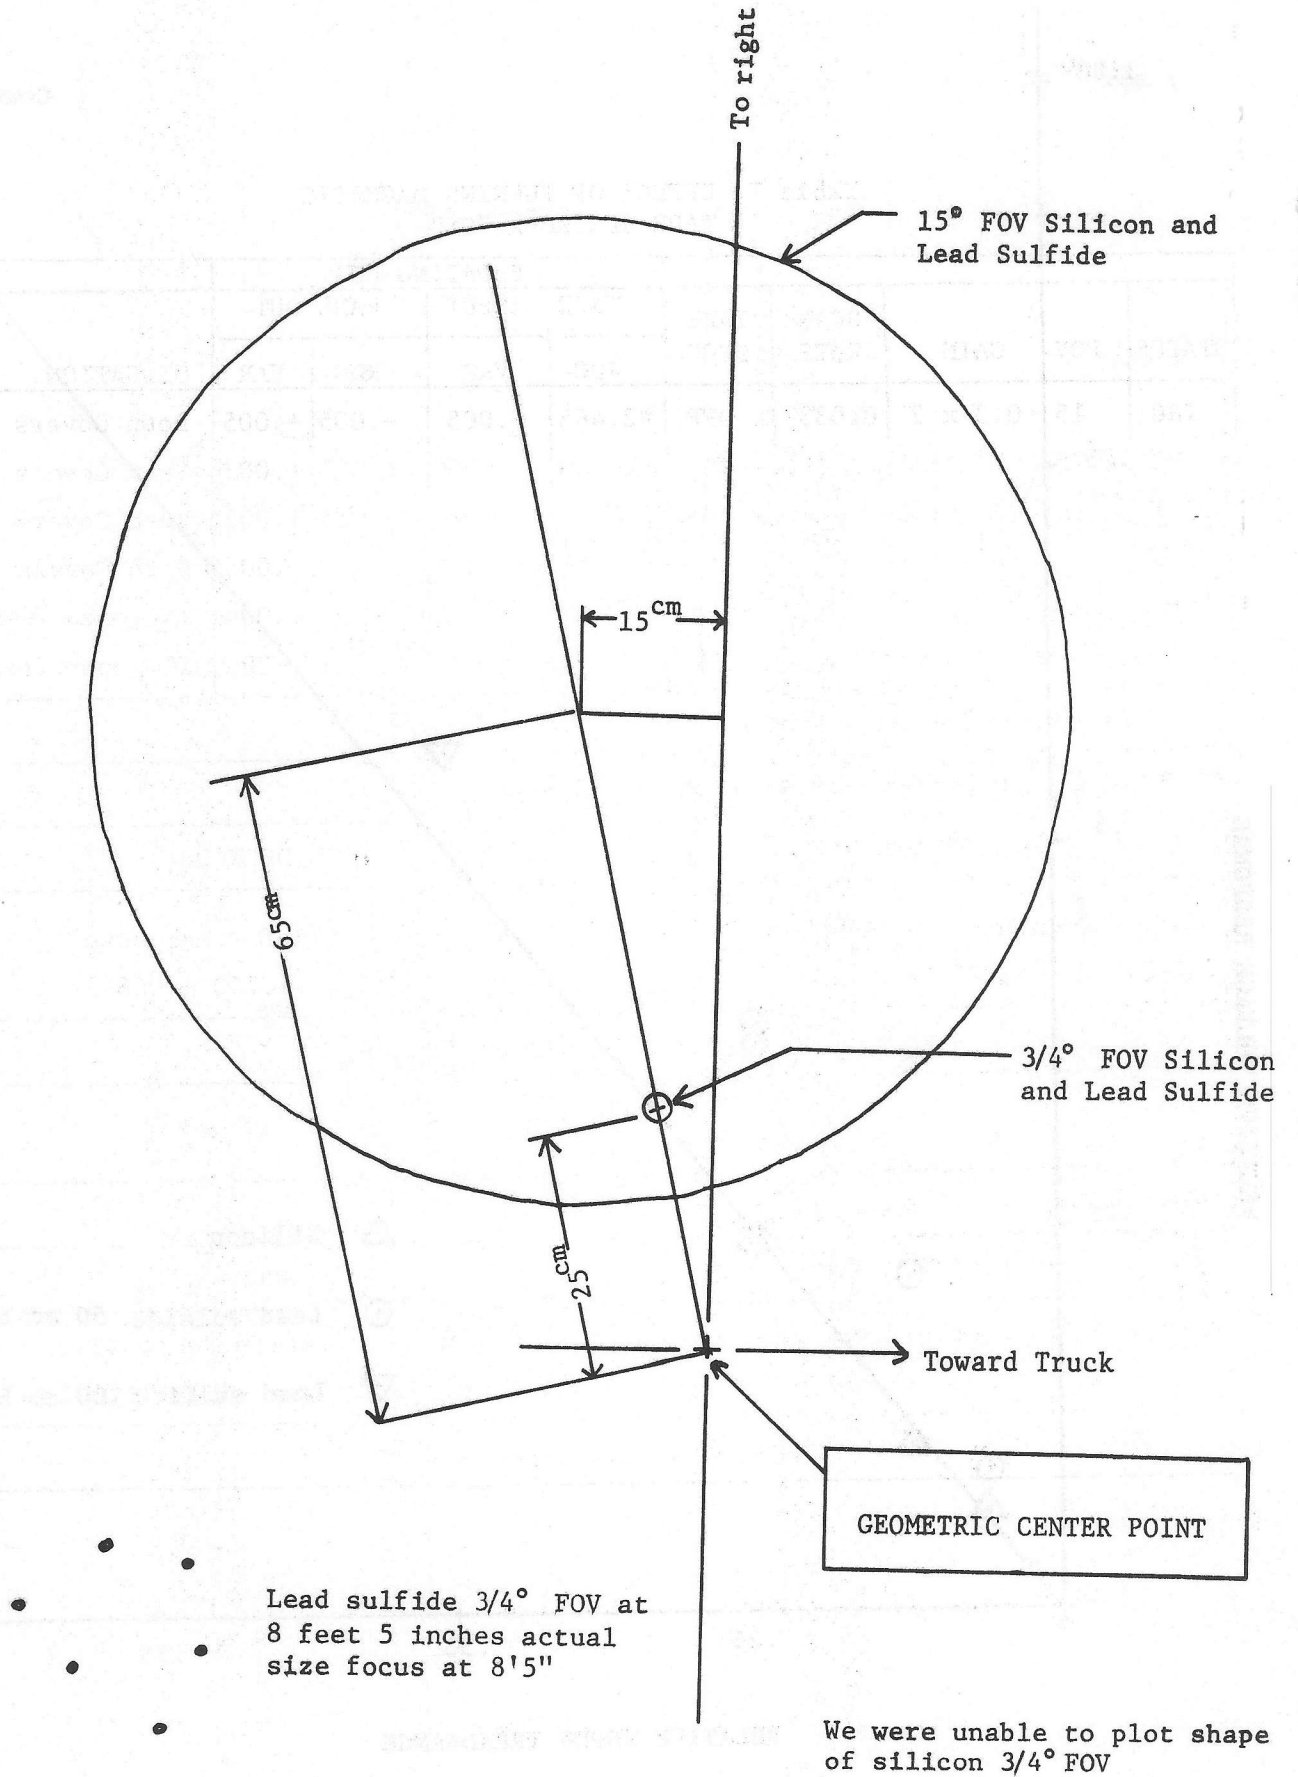 To right
15° FOV Silicon and
Lead Sulfide
15cm
65cm
3/4° FOV Silicon
and Lead Sulfide
25cm
Toward Truck
GEOMETRIC CENTER POINT
Lead sulfide 3/4° FOV at
8 feet 5 inches actual
size focus at 8'5"
We were unable to plot shape
of silicon 3/4° FOV